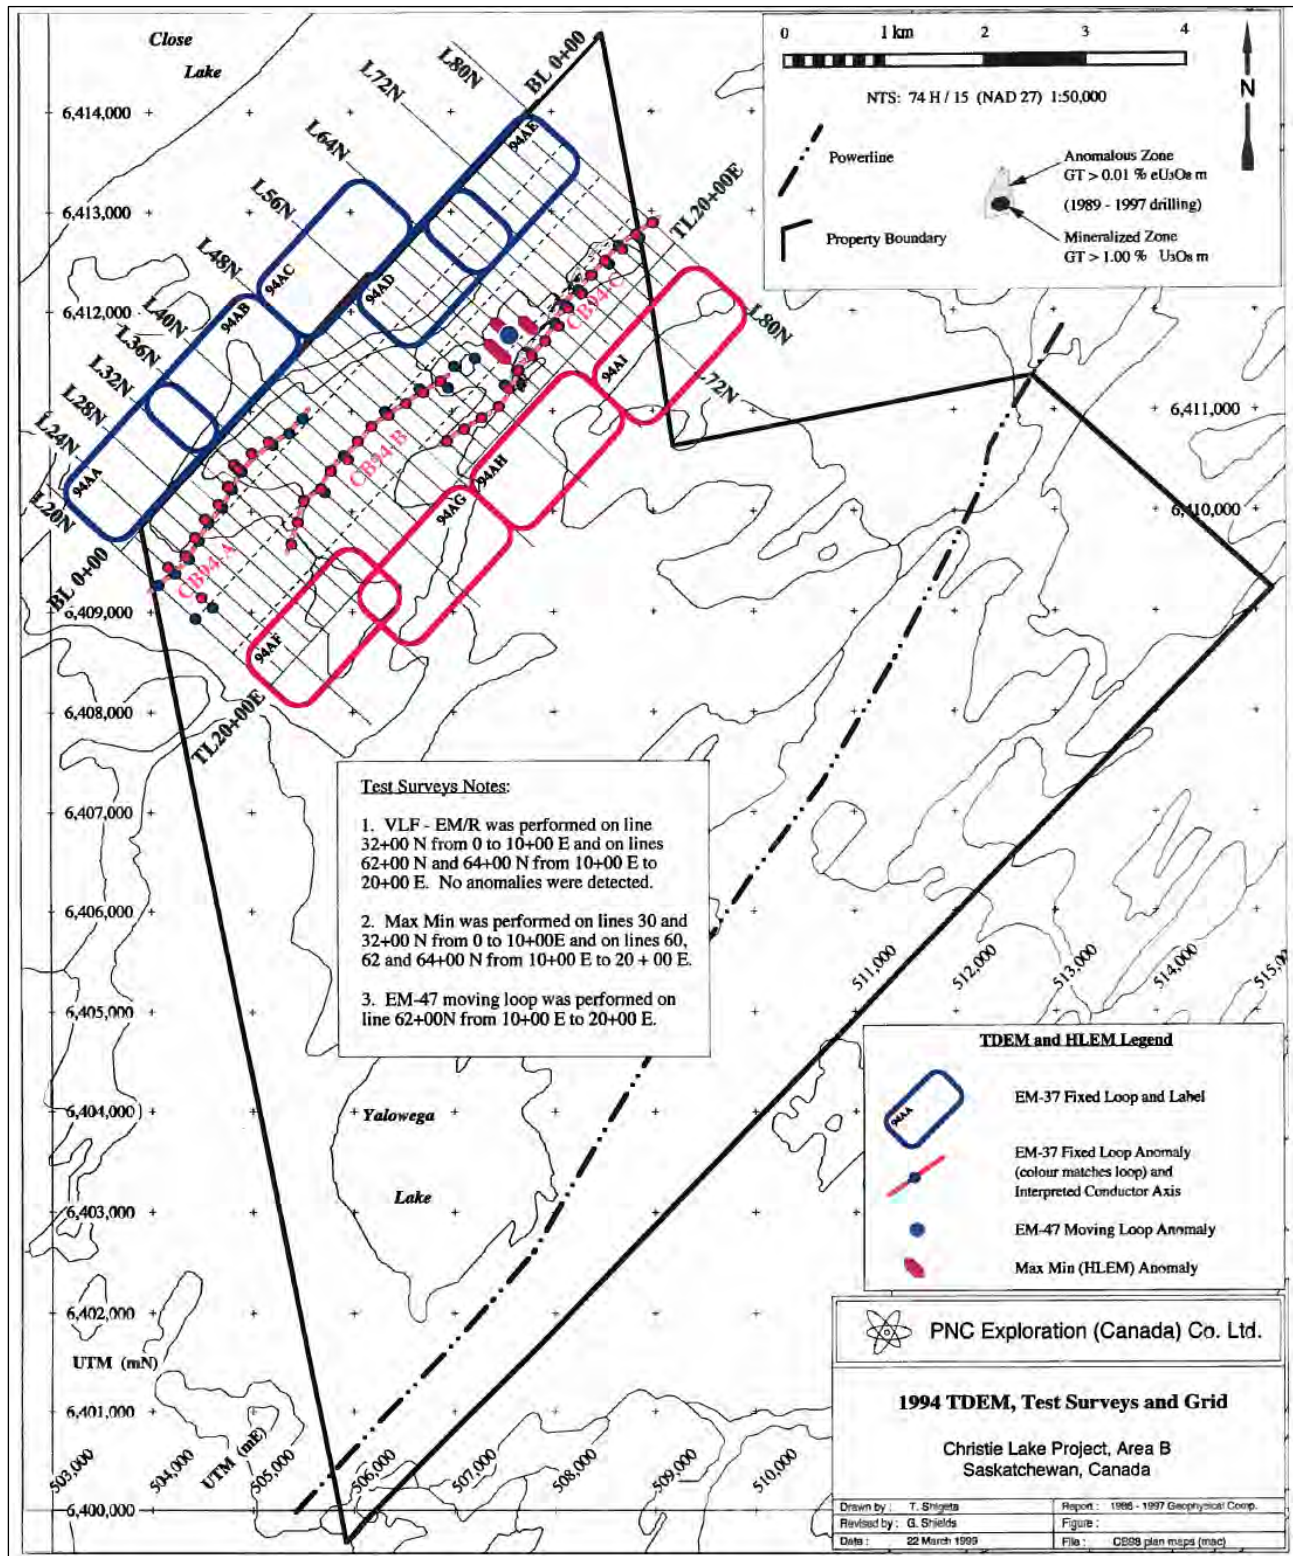 Close
Lake
BL 0+00
L80N
L72N
L64N
L56N
L48N
L40N
L36N
L32N
L28N
L24N
L20N
BL 0+00
TL20+00E
TL20+00E
L80N
L72N
94AE
94AD
94AC
94AB
94AA
94AI
94AH
94AG
94AF
CB94-C
CB94-B
CB94-A
6,414,000
6,413,000
6,412,000
6,411,000
6,410,000
6,409,000
6,408,000
6,407,000
6,406,000
6,405,000
6,404,000
6,403,000
6,402,000
UTM (mN)
6,401,000
6,400,000
0 1 km 2 3 4
N
NTS: 74 H / 15 (NAD 27) 1:50,000
Powerline
Property Boundary
Anomalous Zone
GT > 0.01 % eU3O8 m
(1989 - 1997 drilling)
Mineralized Zone
GT > 1.00 % U3O8 m
Test Surveys Notes:
1. VLF - EM/R was performed on line
32+00 N from 0 to 10+00 E and on lines
62+00 N and 64+00 N from 10+00 E to
20+00 E. No anomalies were detected.
2. Max Min was performed on lines 30 and
32+00 N from 0 to 10+00E and on lines 60,
62 and 64+00 N from 10+00 E to 20 + 00 E.
3. EM-47 moving loop was performed on
line 62+00N from 10+00 E to 20+00 E.
Yalowega
Lake
503,000
504,000
UTM (mE)
505,000
506,000
507,000
508,000
509,000
510,000
511,000
512,000
513,000
514,000
TDEM and HLEM Legend
94AA
EM-37 Fixed Loop and Label
EM-37 Fixed Loop Anomaly
(colour matches loop) and
Interpreted Conductor Axis
EM-47 Moving Loop Anomaly
Max Min (HLEM) Anomaly
PNC Exploration (Canada) Co. Ltd.
1994 TDEM, Test Surveys and Grid
Christie Lake Project, Area B
Saskatchewan, Canada
Drawn by : T. Shigeta Report : 1986 - 1997 Geophysical Comp.
Revised by : G. Shields Figure :
Date : 22 March 1999 File : CB98 plan maps (mac)